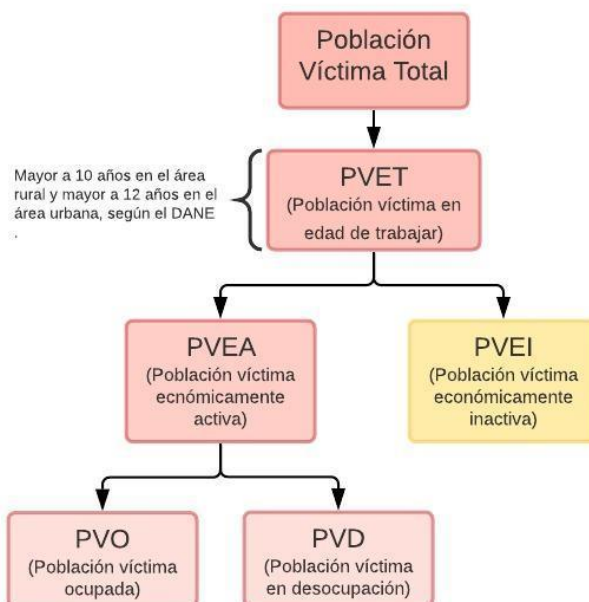 Población
Víctima Total
Mayor a 10 años en el área
rural y mayor a 12 años en el
área urbana, según el DANE
.
PVET
(Población víctima en
edad de trabajar)
PVEA
(Población víctima
ecnómicamente
activa)
PVEI
(Población víctima
económicamente
inactiva)
PVO
(Población víctima
ocupada)
PVD
(Población víctima
en desocupación)